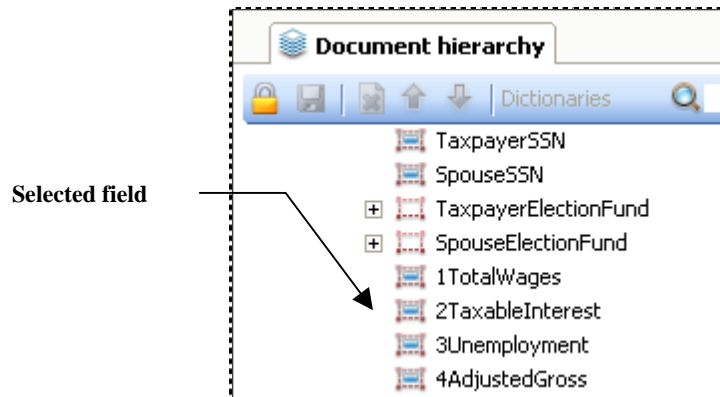 Document hierarchy
Dictionaries
TaxpayerSSN
SpouseSSN
Selected field
TaxpayerElectionFund
SpouseElectionFund
1TotalWages
2TaxableInterest
3Unemployment
4AdjustedGross